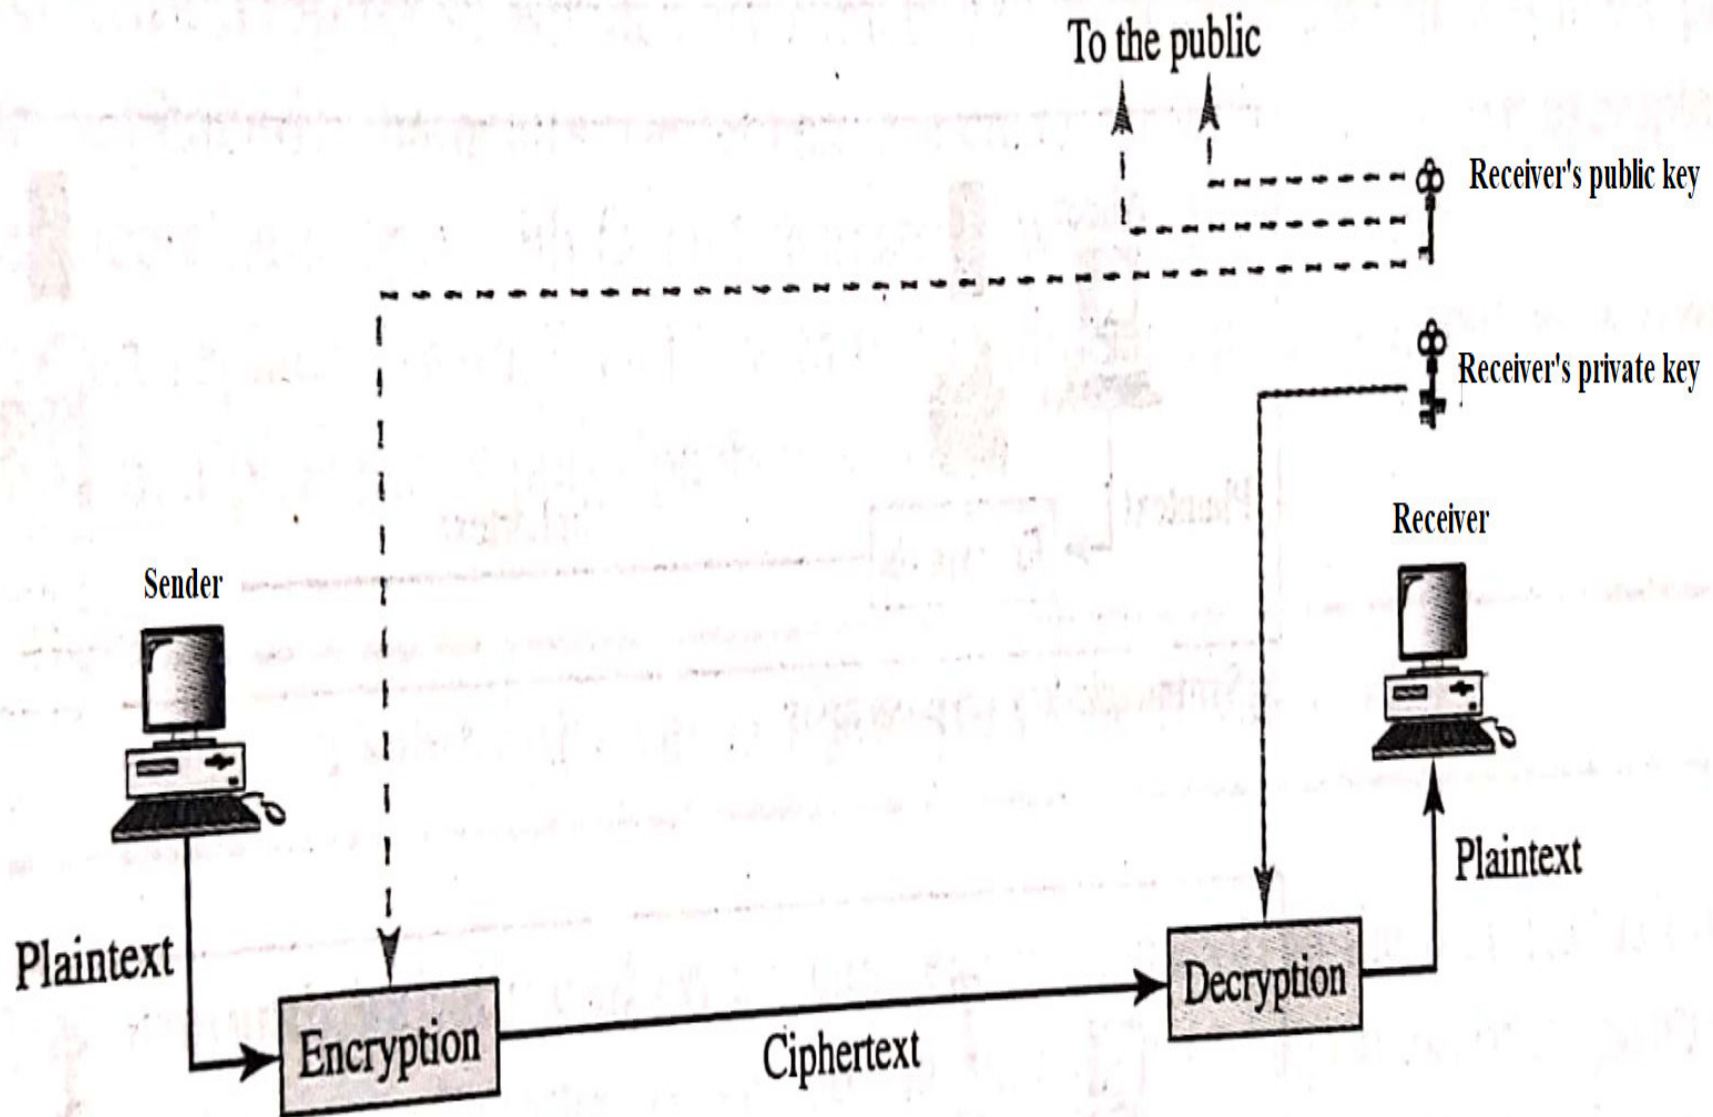 To the public
Receiver's public key
Receiver's private key
Receiver
Sender
Plaintext
Plaintext
Decryption
Encryption
Ciphertext